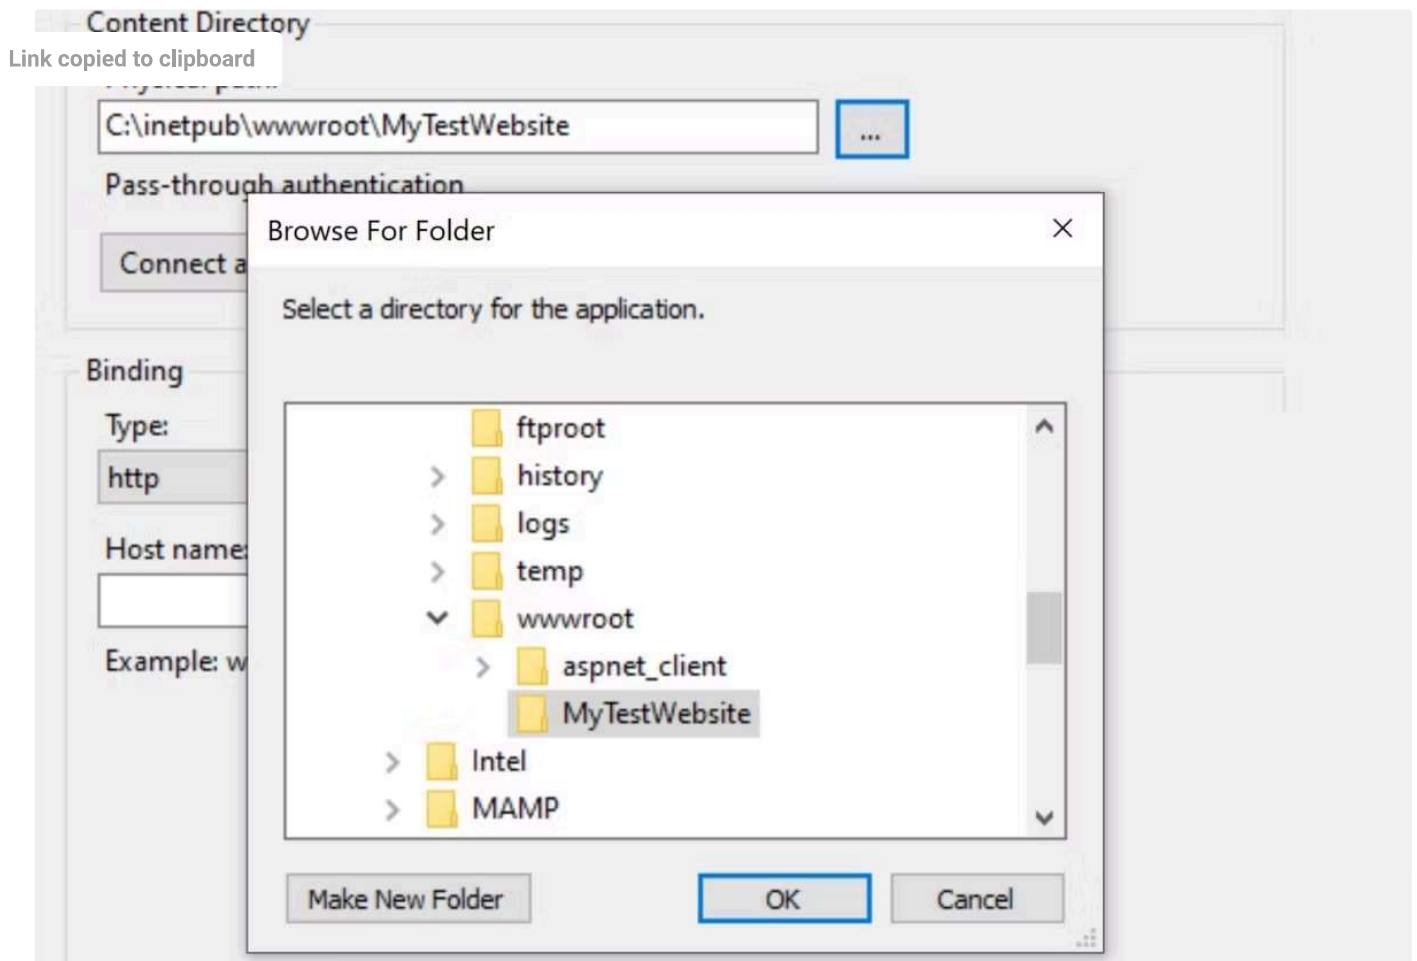 Content Directory
Link copied to clipboard
Physical path:
C:\inetpub\wwwroot\MyTestWebsite
...
Pass-through authentication
Connect a
Browse For Folder
Select a directory for the application.
Binding
Type:
http
Host name:
Example: w
ftproot
history
logs
temp
wwwroot
aspnet_client
MyTestWebsite
Intel
MAMP
Make New Folder
OK
Cancel